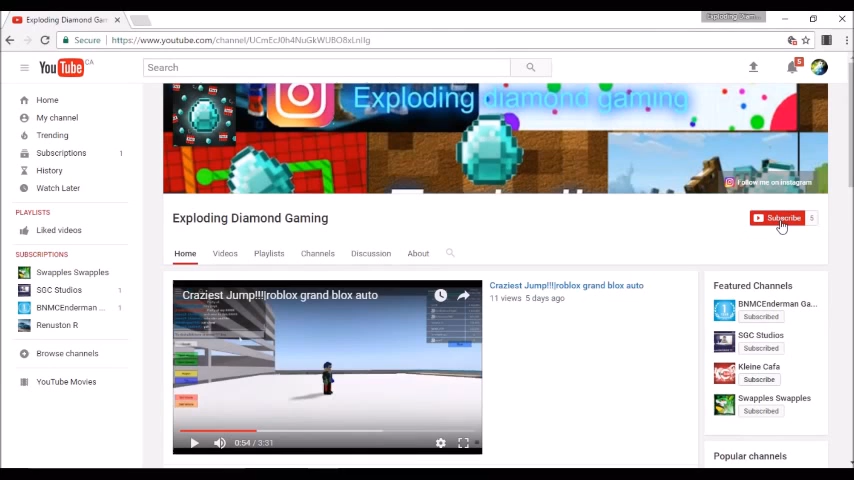 Exploding Diamond Gam
Exploding Diam
Secure
https://www.youtube.com/channel/UCmEcJ0h4NuGkWUBO8xLnIlg
YouTube CA
Search
5
Home
My channel
Trending
Subscriptions 1
History
Watch Later
PLAYLISTS
Liked videos
SUBSCRIPTIONS
Swapples Swapples
SGC Studios 1
BNMCEnderman ... 1
Renuston R
Browse channels
YouTube Movies
Exploding diamond gaming
Follow me on instagram
Exploding Diamond Gaming
Subscribe 5
Home Videos Playlists Channels Discussion About
Craziest Jump!!!|roblox grand blox auto
0:54 / 3:31
Craziest Jump!!!|roblox grand blox auto
11 views 5 days ago
Featured Channels
BNMCEnderman Ga...
Subscribed
SGC Studios
Subscribed
Kleine Cafa
Subscribe
Swapples Swapples
Subscribed
Popular channels